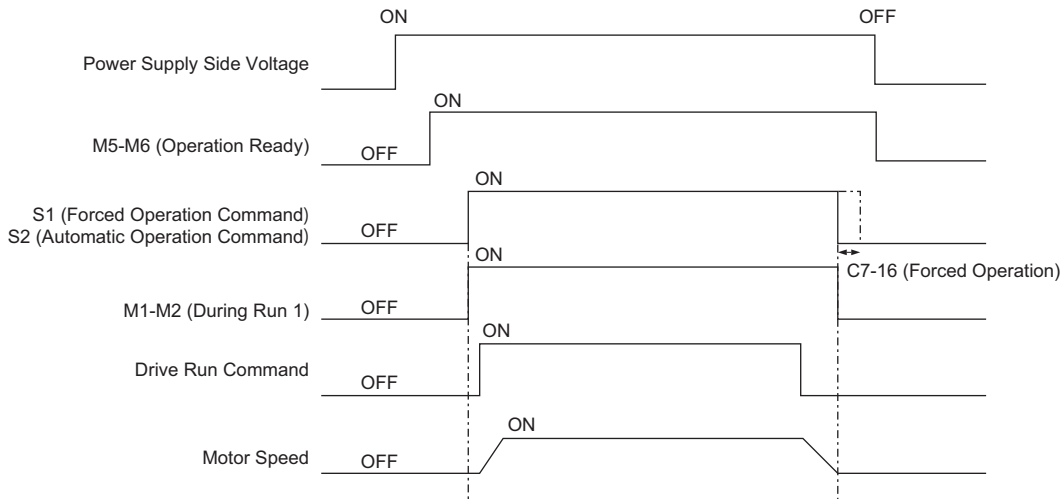 ON
OFF
Power Supply Side Voltage
ON
M5-M6 (Operation Ready)
OFF
ON
S1 (Forced Operation Command)
S2 (Automatic Operation Command)
OFF
ON
C7-16 (Forced Operation)
M1-M2 (During Run 1)
OFF
ON
Drive Run Command
OFF
ON
Motor Speed
OFF